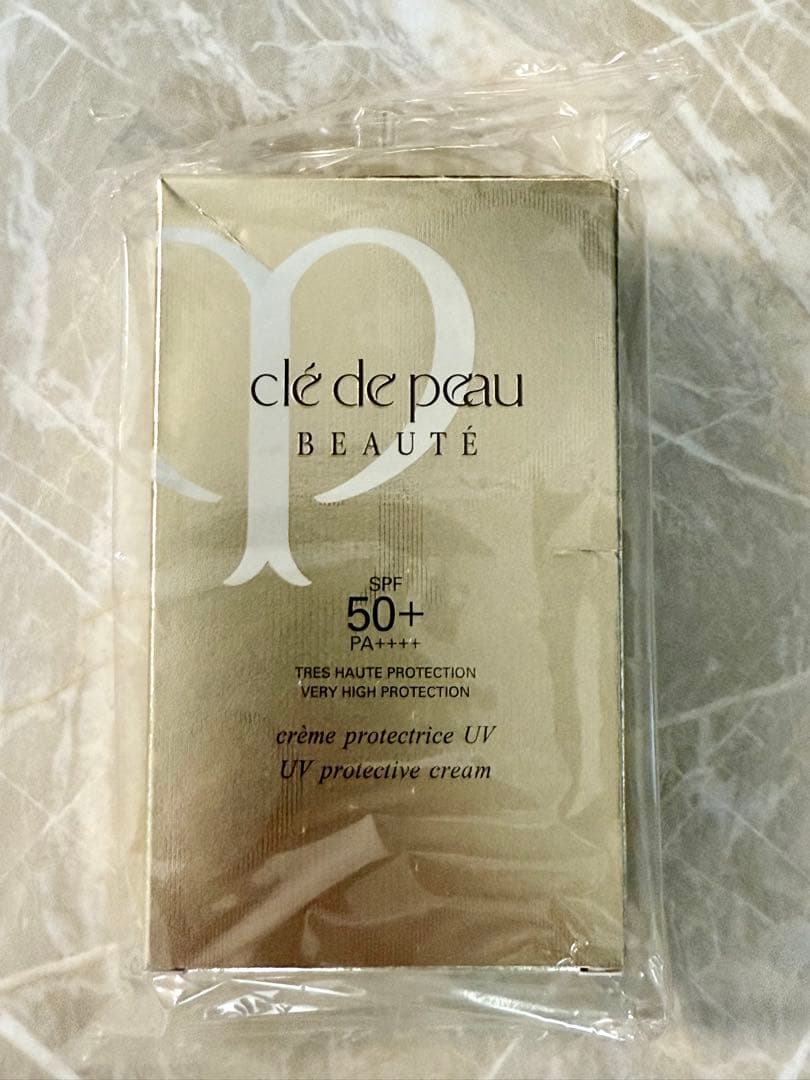 clé de peau
BEAUTÉ
SPF
50+
PA++++
TRES HAUTE PROTECTION
VERY HIGH PROTECTION
crème protectrice UV
UV protective cream